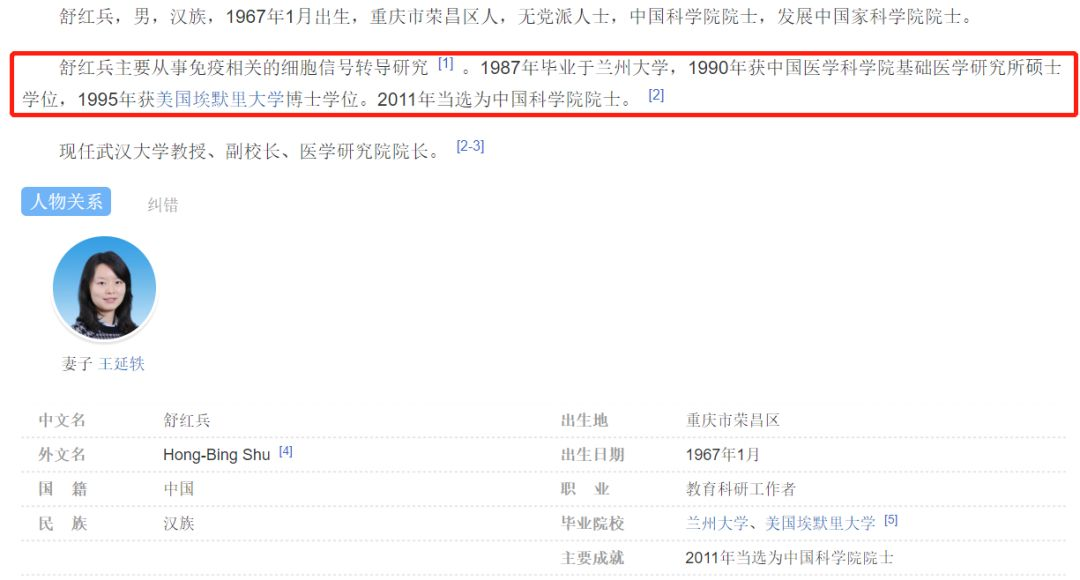 舒红兵，男，汉族，1967年1月出生，重庆市荣昌区人，无党派人士，中国科学院院士，发展中国家科学院院士。
舒红兵主要从事免疫相关的细胞信号转导研究 [1] 。1987年毕业于兰州大学，1990年获中国医学科学院基础医学研究所硕士
学位，1995年获美国埃默里大学博士学位。2011年当选为中国科学院院士。 [2]
现任武汉大学教授、副校长、医学研究院院长。 [2-3]
人物关系 纠错
妻子 王延轶
中文名 舒红兵 出生地 重庆市荣昌区
外文名 Hong-Bing Shu [4] 出生日期 1967年1月
国 籍 中国 职 业 教育科研工作者
民 族 汉族 毕业院校 兰州大学、美国埃默里大学 [5]
主要成就 2011年当选为中国科学院院士